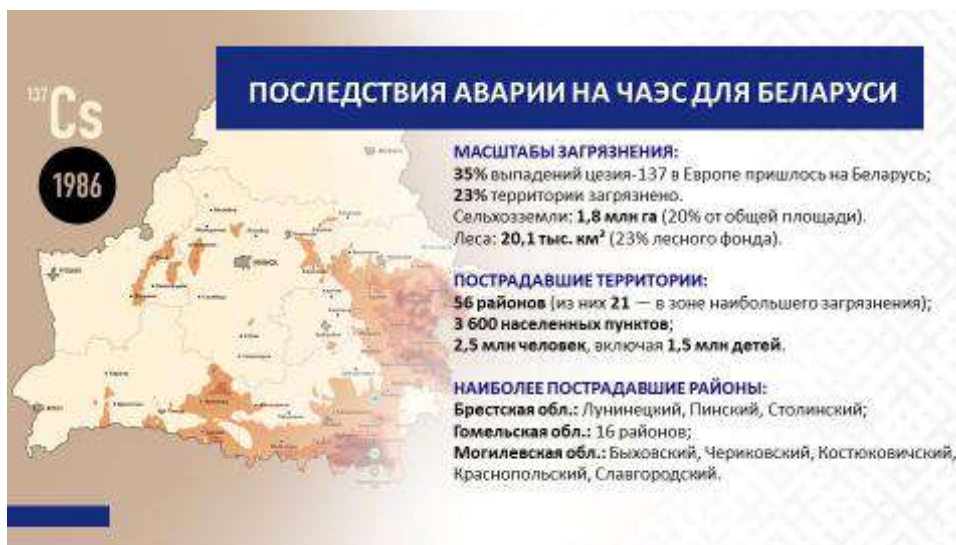 ПОСЛЕДСТВИЯ АВАРИИ НА ЧАЭС ДЛЯ БЕЛАРУСИ
137Cs
1986
МАСШТАБЫ ЗАГРЯЗНЕНИЯ:
35% выпадений цезия-137 в Европе пришлось на Беларусь;
23% территории загрязнено.
Сельхозземли: 1,8 млн га (20% от общей площади).
Леса: 20,1 тыс. км² (23% лесного фонда).
ПОСТРАДАВШИЕ ТЕРРИТОРИИ:
56 районов (из них 21 — в зоне наибольшего загрязнения);
3 600 населенных пунктов;
2,5 млн человек, включая 1,5 млн детей.
НАИБОЛЕЕ ПОСТРАДАВШИЕ РАЙОНЫ:
Брестская обл.: Лунинецкий, Пинский, Столинский;
Гомельская обл.: 16 районов;
Могилевская обл.: Быховский, Чериковский, Костюковичский,
Краснопольский, Славгородский.